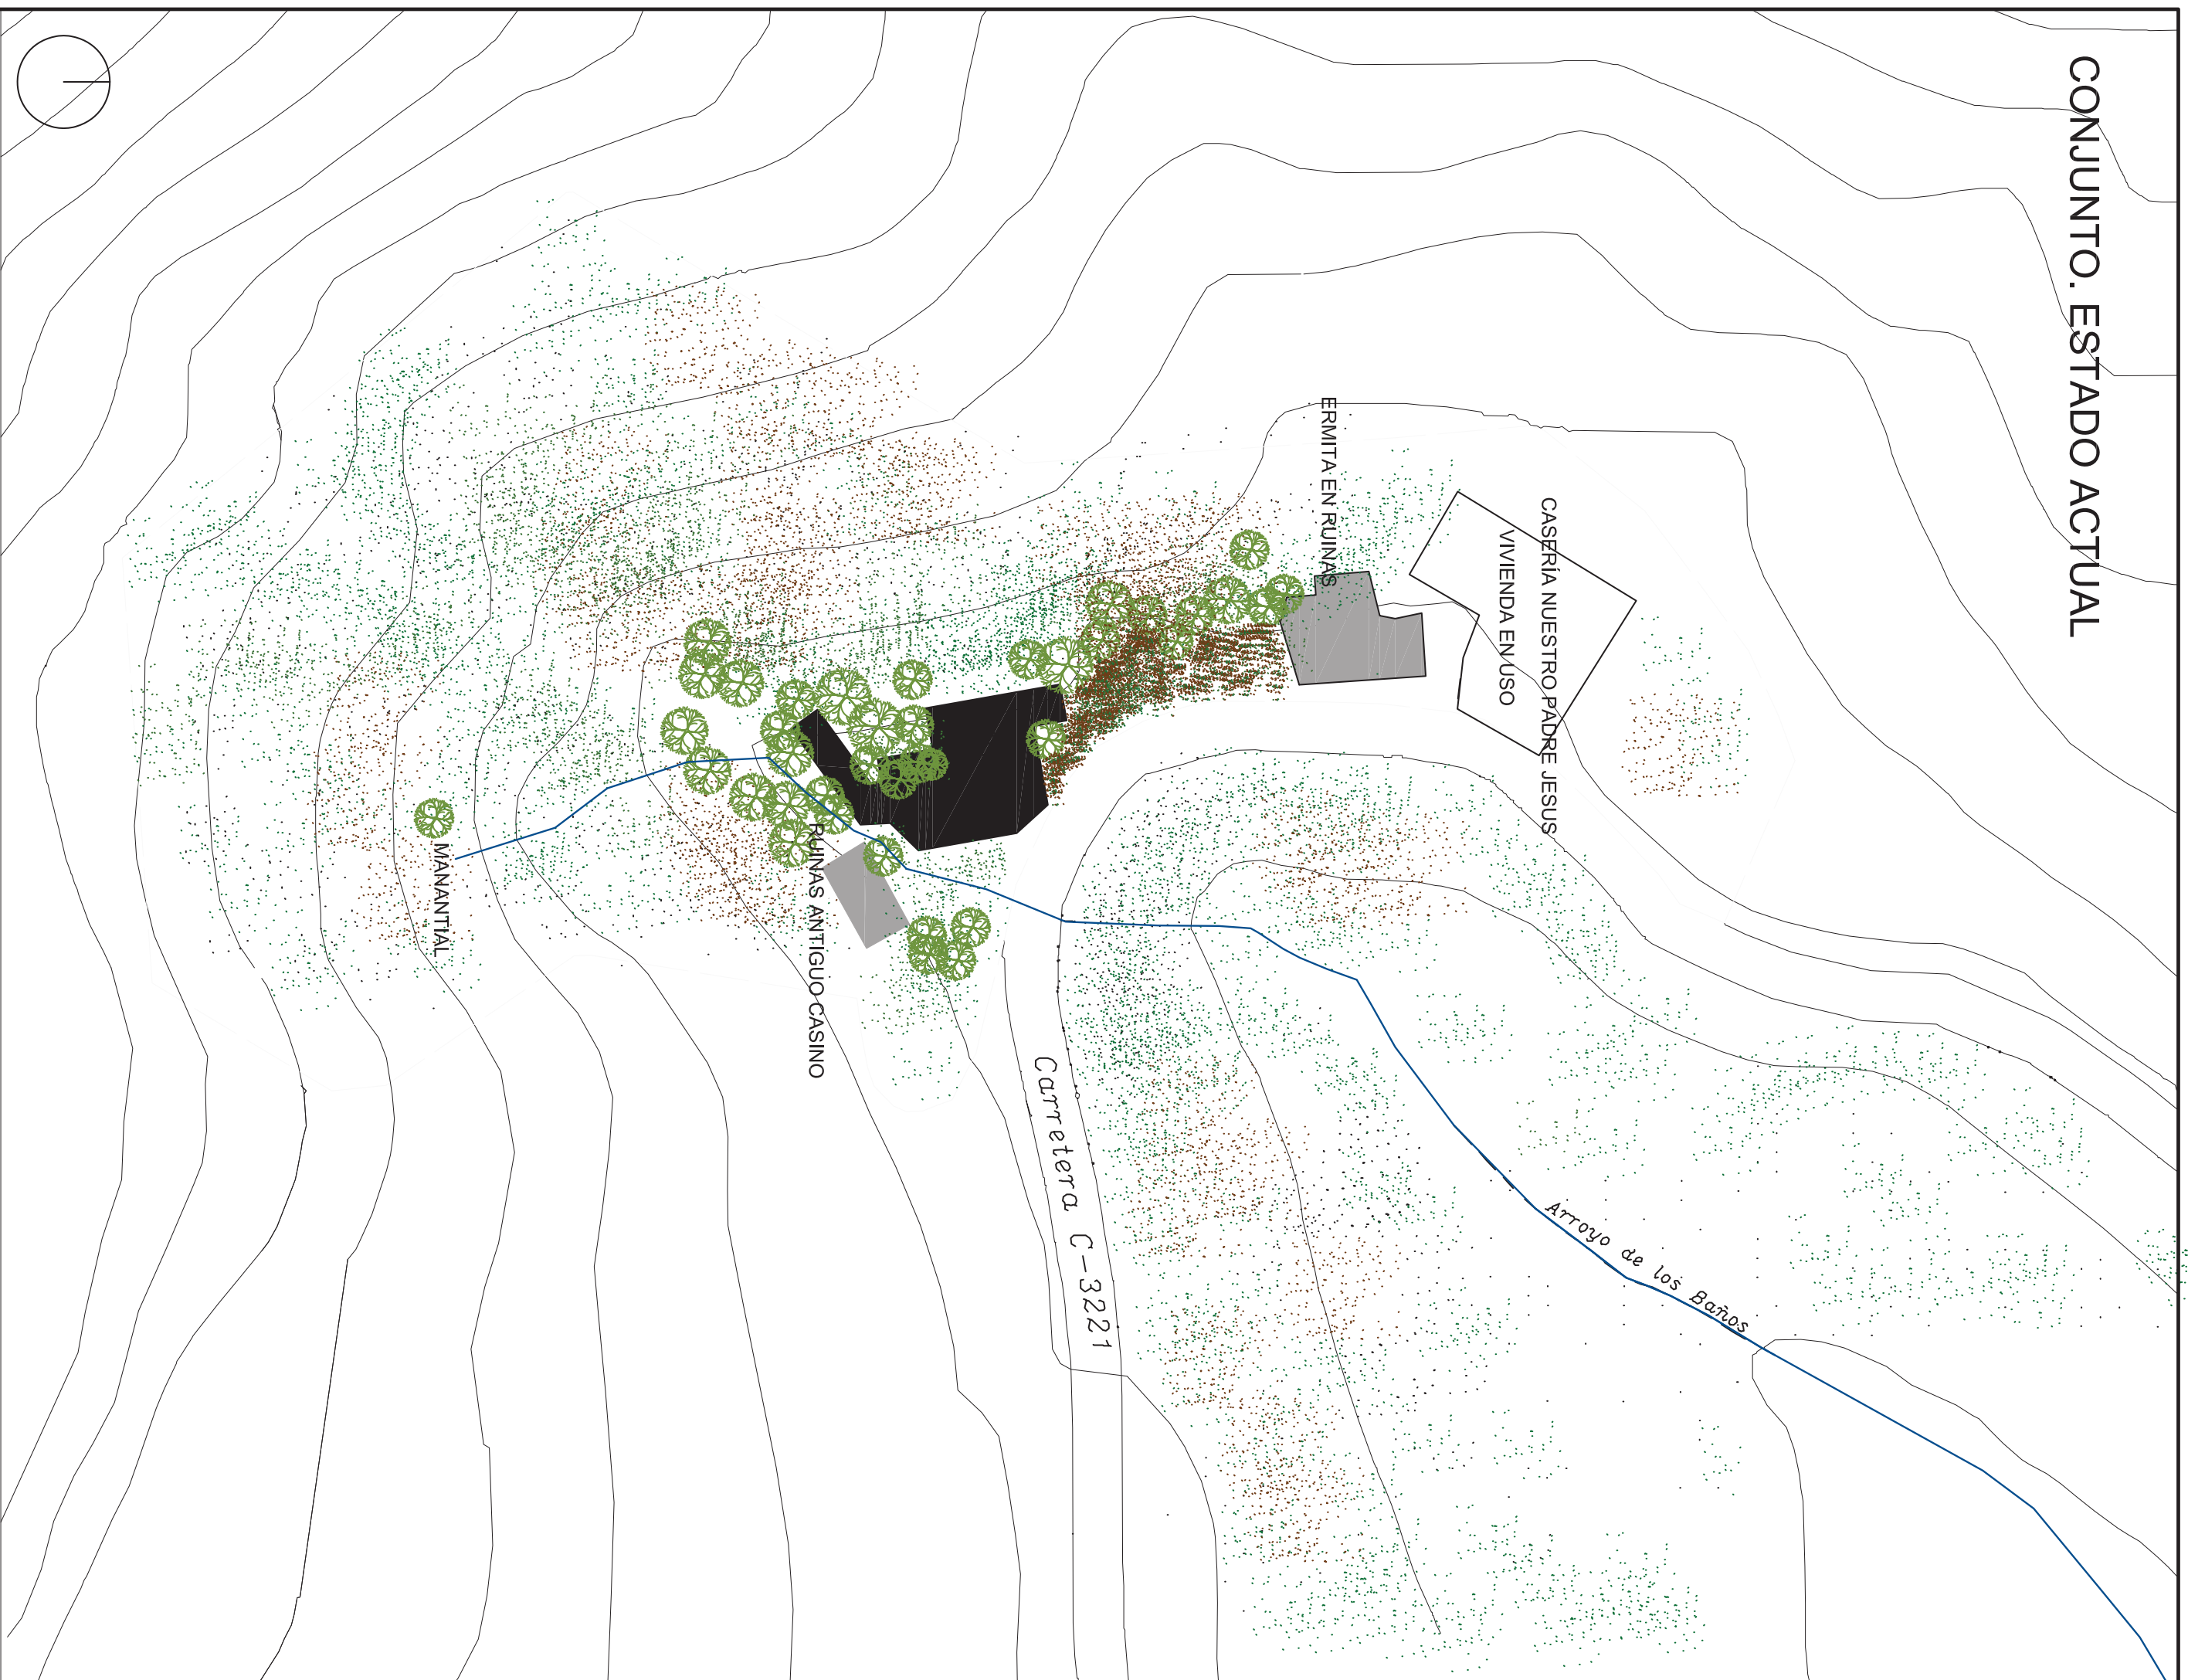 CONJUNTO. ESTADO ACTUAL
ERMITA EN RUINAS
CASERÍA NUESTRO PADRE JESUS
VIVIENDA EN USO
MANANTIAL
RUINAS ANTIGUO CASINO
Carretera C-3221
Arroyo de los Baños